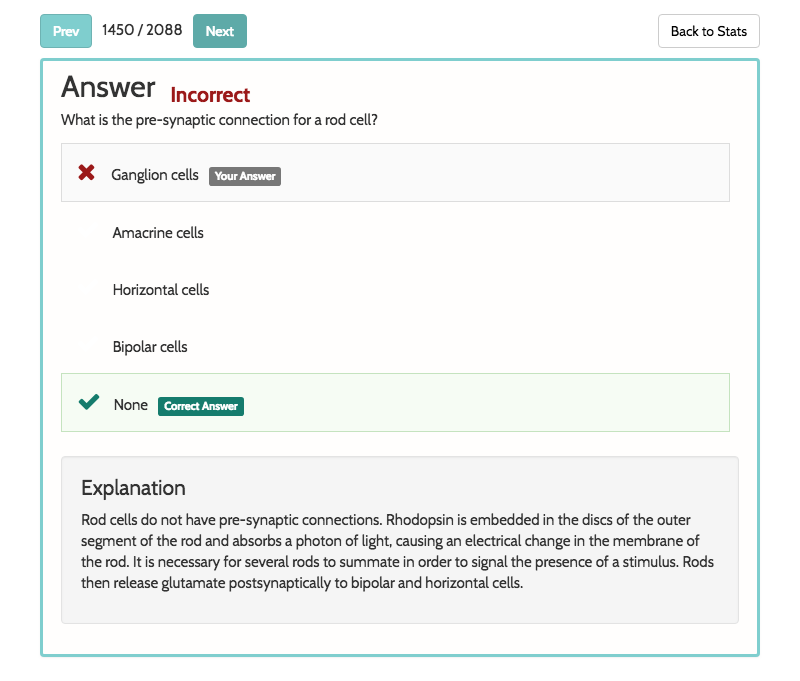 Prev 1450 / 2088 Next Back to Stats
Answer Incorrect
What is the pre-synaptic connection for a rod cell?
Ganglion cells Your Answer
Amacrine cells
Horizontal cells
Bipolar cells
None Correct Answer
Explanation
Rod cells do not have pre-synaptic connections. Rhodopsin is embedded in the discs of the outer
segment of the rod and absorbs a photon of light, causing an electrical change in the membrane of
the rod. It is necessary for several rods to summate in order to signal the presence of a stimulus. Rods
then release glutamate postsynaptically to bipolar and horizontal cells.